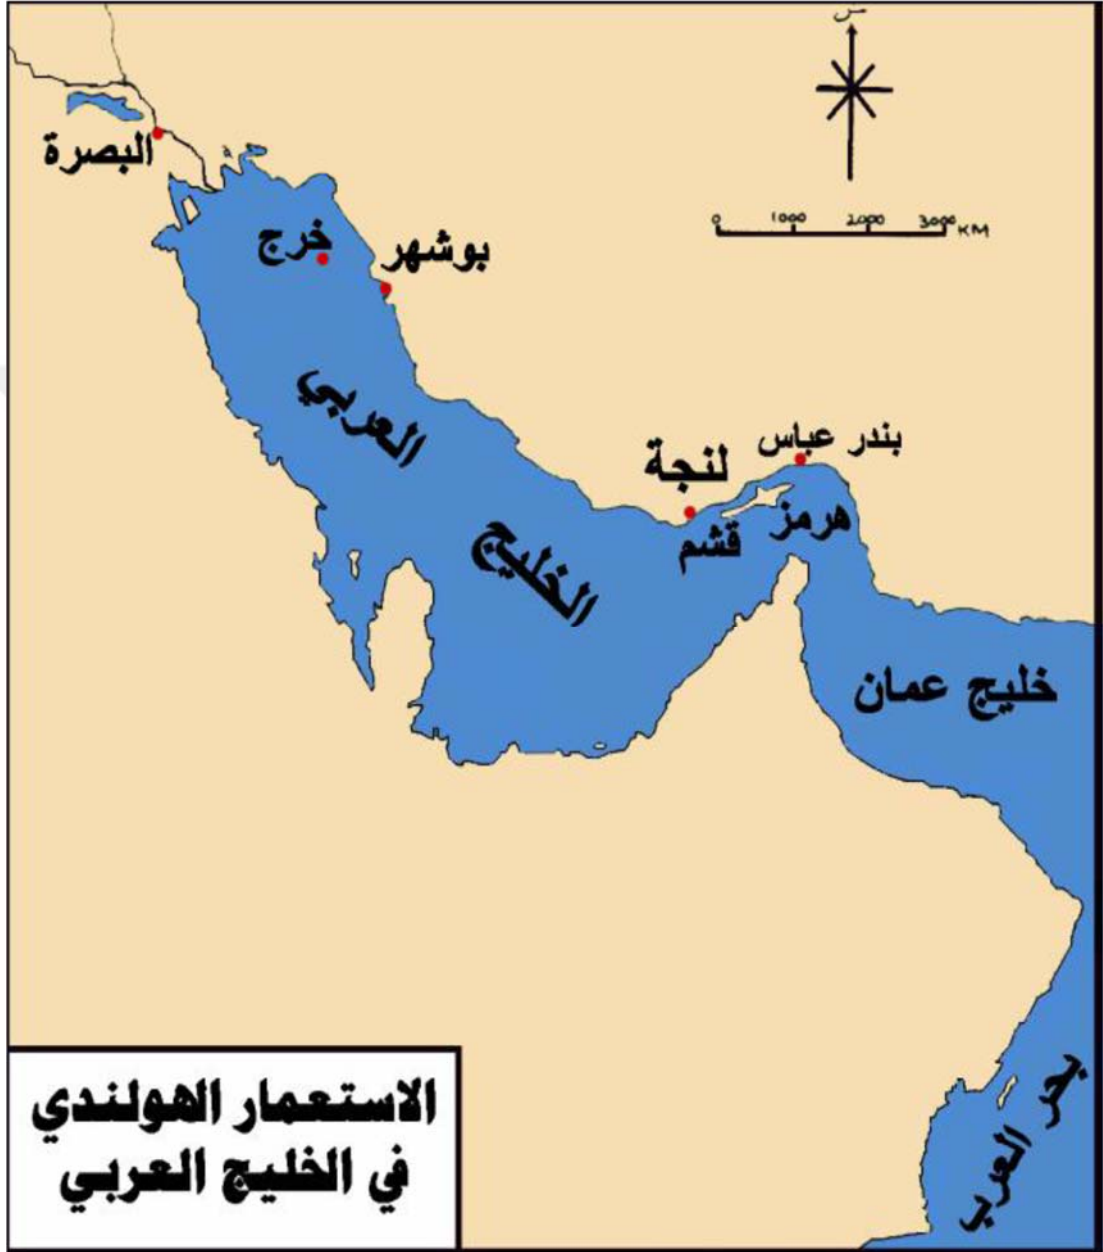 س
0 1000 2000 3000 KM
البصرة
خرج
بوشهر
العربي
بندر عباس
لنجة
هرمز
قشم
الخليج
خليج عمان
بحر العرب
الاستعمار الهولندي
في الخليج العربي